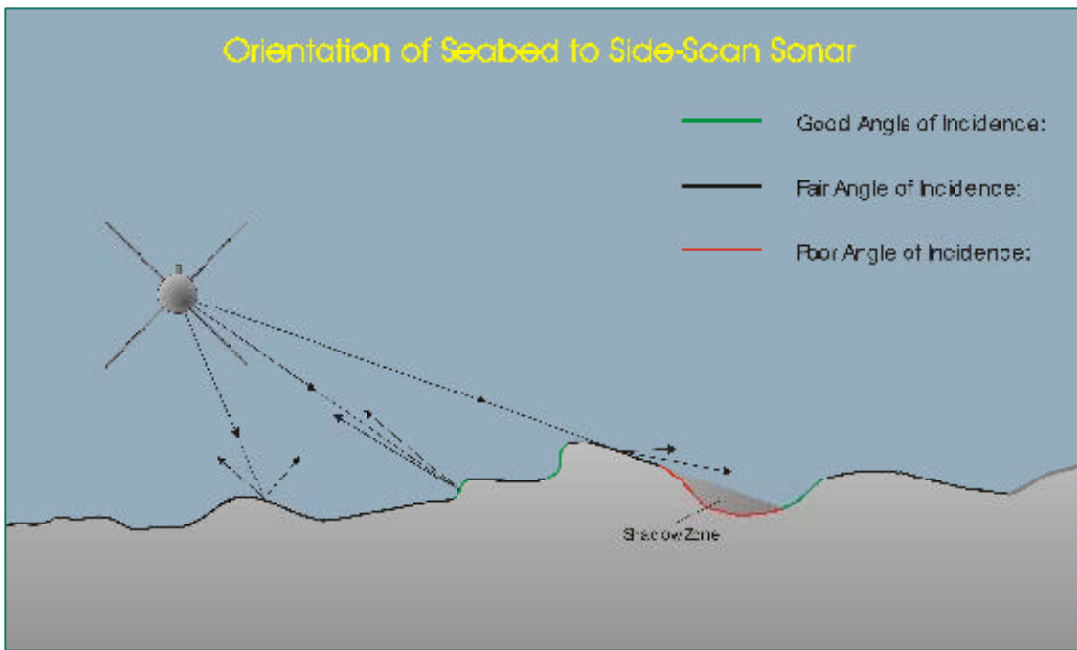 Orientation of Seabed to Side-Scan Sonar
Good Angle of Incidence:
Fair Angle of Incidence:
Poor Angle of Incidence:
Shadow Zone